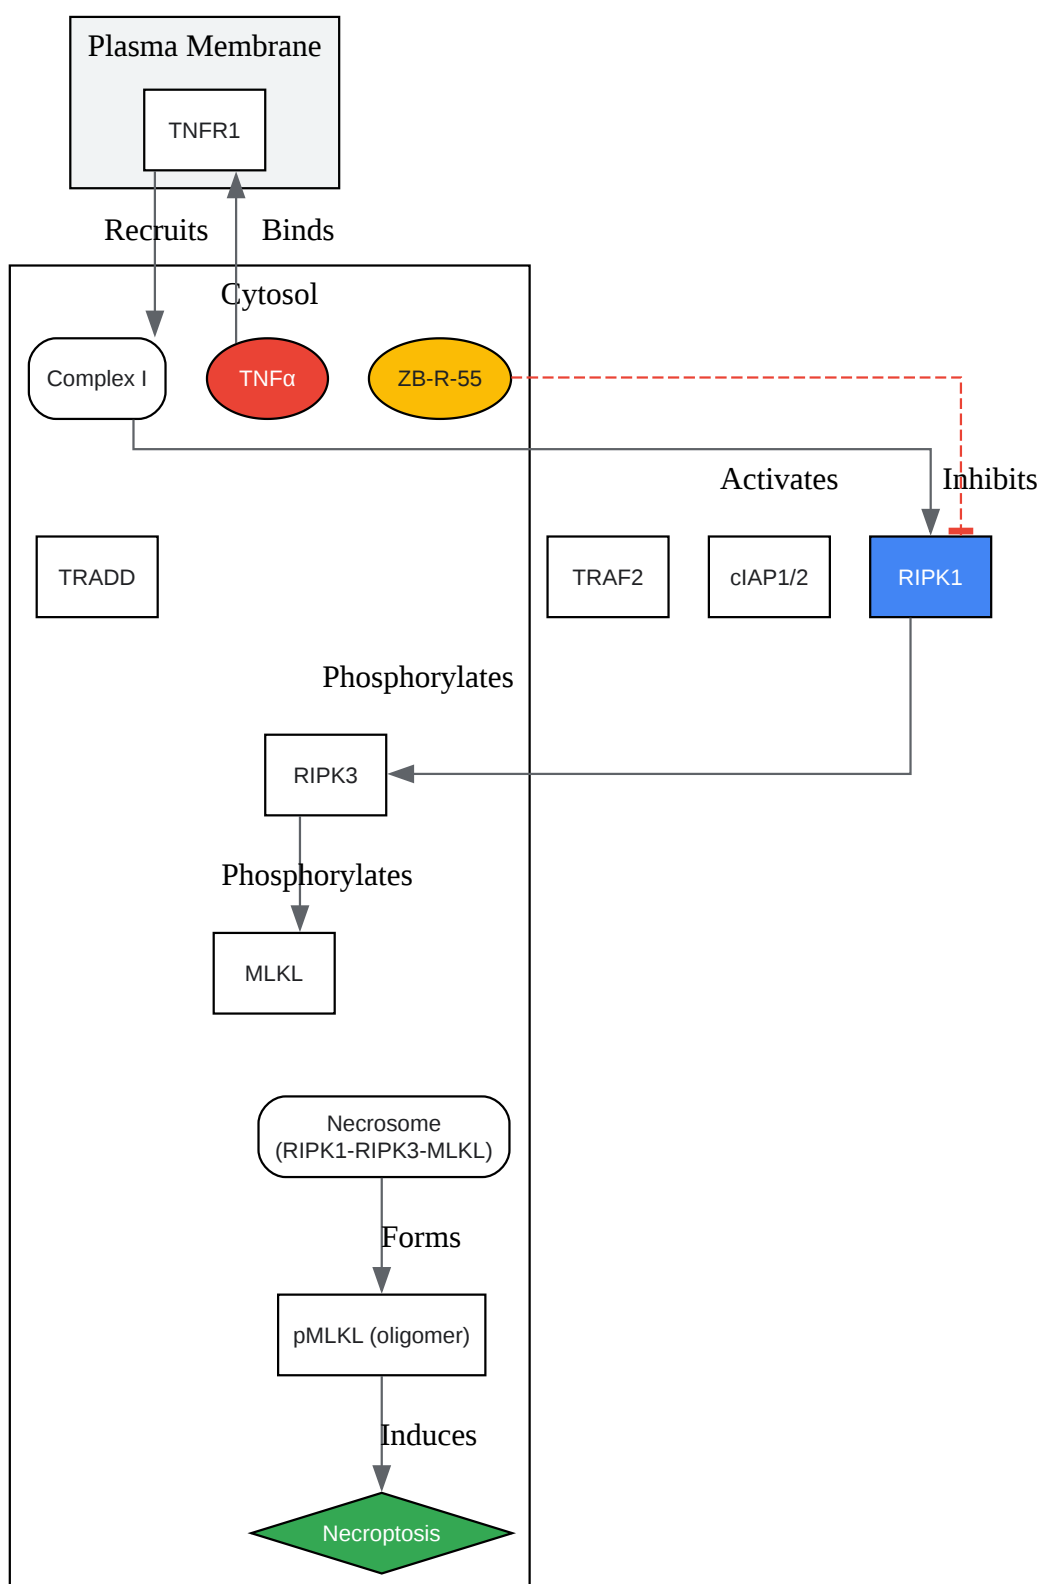 Plasma Membrane
TNFR1
Recruits
Binds
Cytosol
Complex I
TNFα
ZB-R-55
Activates
Inhibits
TRADD
TRAF2
cIAP1/2
RIPK1
Phosphorylates
RIPK3
Phosphorylates
MLKL
Necrosome
(RIPK1-RIPK3-MLKL)
Forms
pMLKL (oligomer)
Induces
Necroptosis